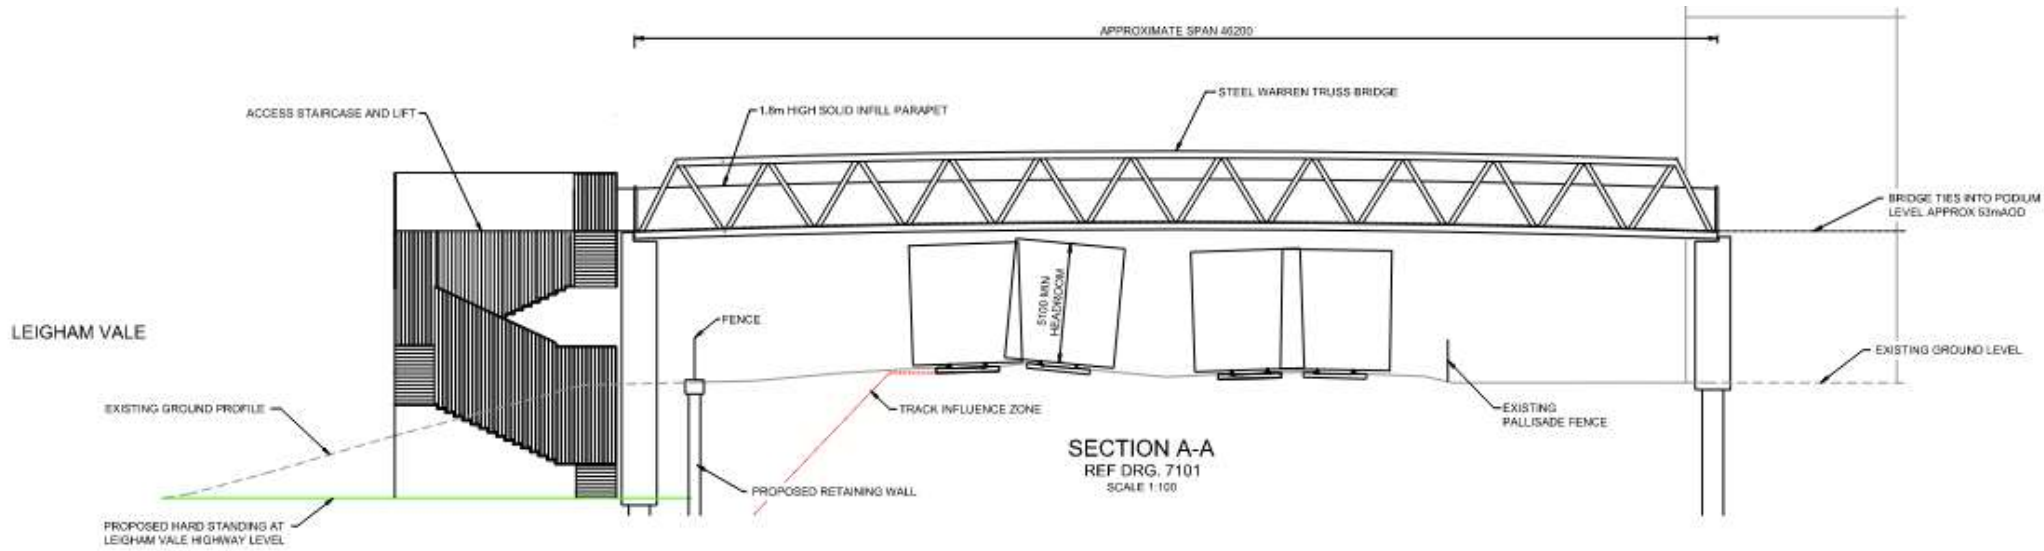 APPROXIMATE SPAN 46200
STEEL WARREN TRUSS BRIDGE
1.8m HIGH SOLID INFILL PARAPET
ACCESS STAIRCASE AND LIFT
BRIDGE TIES INTO PODIUM
LEVEL APPROX 53mAOD
5100 MIN
HEADROOM
FENCE
LEIGHAM VALE
EXISTING GROUND LEVEL
EXISTING GROUND PROFILE
TRACK INFLUENCE ZONE
EXISTING
PALLISADE FENCE
SECTION A-A
REF DRG. 7101
SCALE 1:100
PROPOSED RETAINING WALL
PROPOSED HARD STANDING AT
LEIGHAM VALE HIGHWAY LEVEL